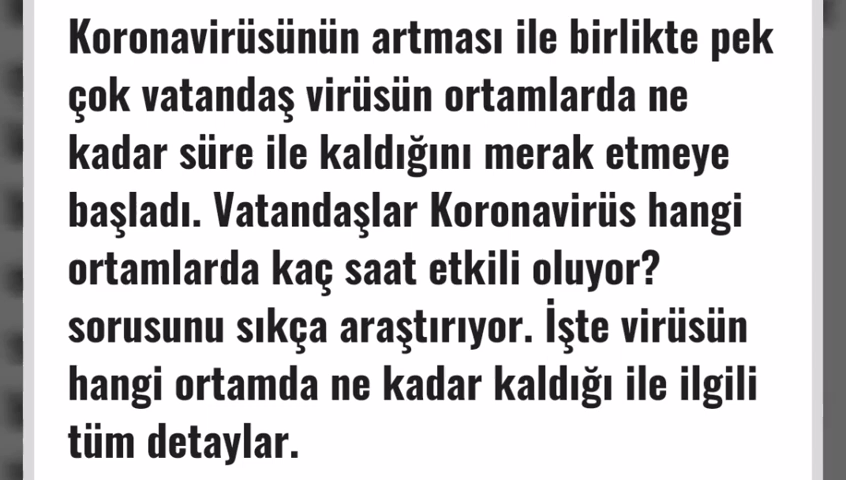 Koronavirüsünün artması ile birlikte pek
çok vatandaş virüsün ortamlarda ne
kadar süre ile kaldığını merak etmeye
başladı. Vatandaşlar Koronavirüs hangi
ortamlarda kaç saat etkili oluyor?
sorusunu sıkça araştırıyor. İşte virüsün
hangi ortamda ne kadar kaldığı ile ilgili
tüm detaylar.